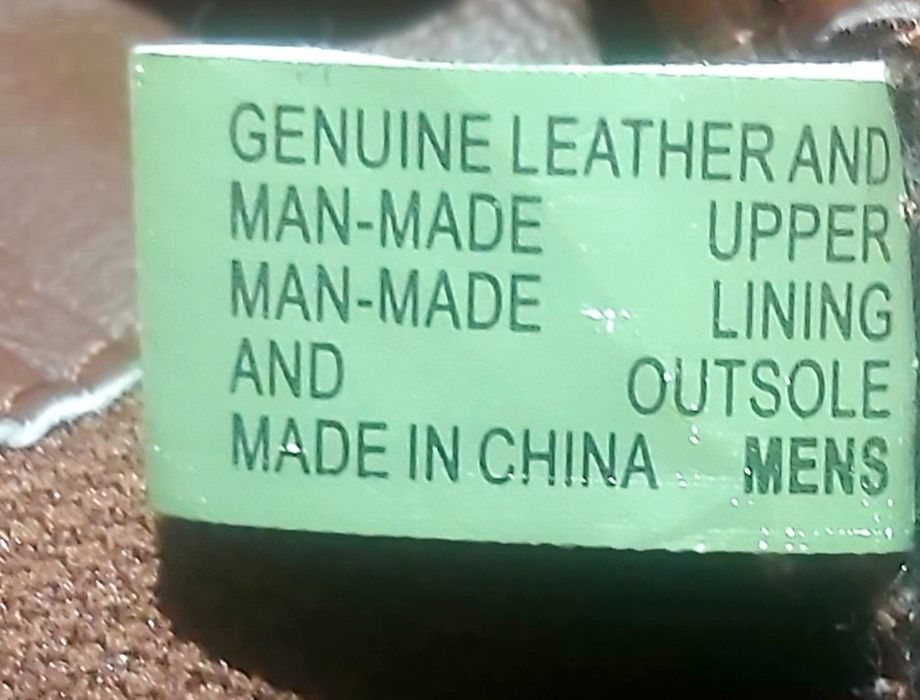 GENUINE LEATHER AND
MAN-MADE UPPER
MAN-MADE LINING
AND OUTSOLE
MADE IN CHINA MENS